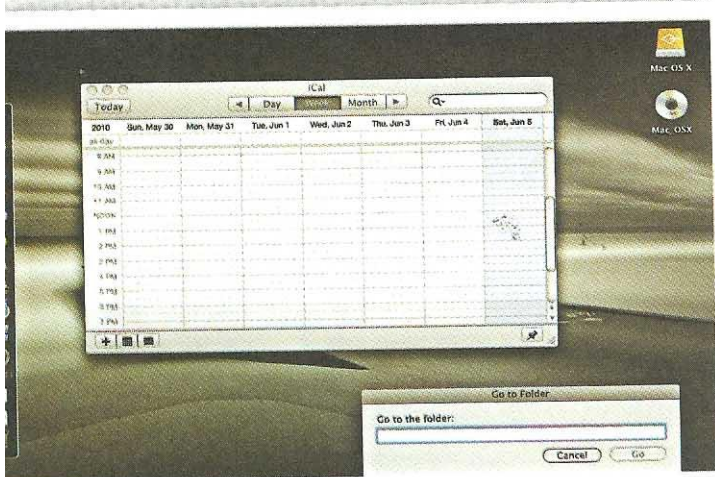 iCal
Today Day Week Month
2010 Sun, May 30 Mon, May 31 Tue, Jun 1 Wed, Jun 2 Thu, Jun 3 Fri, Jun 4 Sat, Jun 5
all-day
8 AM
9 AM
10 AM
11 AM
NOON
1 PM
2 PM
3 PM
4 PM
5 PM
6 PM
7 PM
Mac OS X
Mac_OSX
Go to Folder
Go to the folder:
Cancel Go